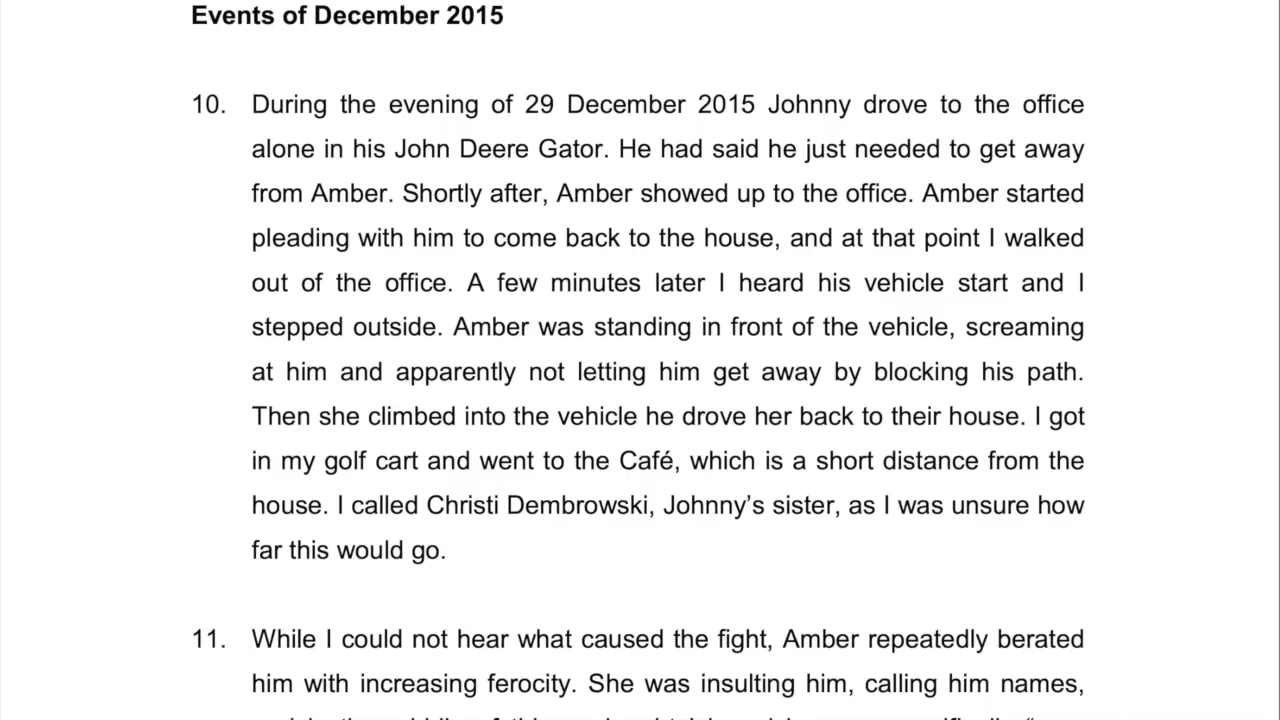 Events of December 2015
10. During the evening of 29 December 2015 Johnny drove to the office
alone in his John Deere Gator. He had said he just needed to get away
from Amber. Shortly after, Amber showed up to the office. Amber started
pleading with him to come back to the house, and at that point I walked
out of the office. A few minutes later I heard his vehicle start and I
stepped outside. Amber was standing in front of the vehicle, screaming
at him and apparently not letting him get away by blocking his path.
Then she climbed into the vehicle he drove her back to their house. I got
in my golf cart and went to the Café, which is a short distance from the
house. I called Christi Dembrowski, Johnny’s sister, as I was unsure how
far this would go.
11. While I could not hear what caused the fight, Amber repeatedly berated
him with increasing ferocity. She was insulting him, calling him names,